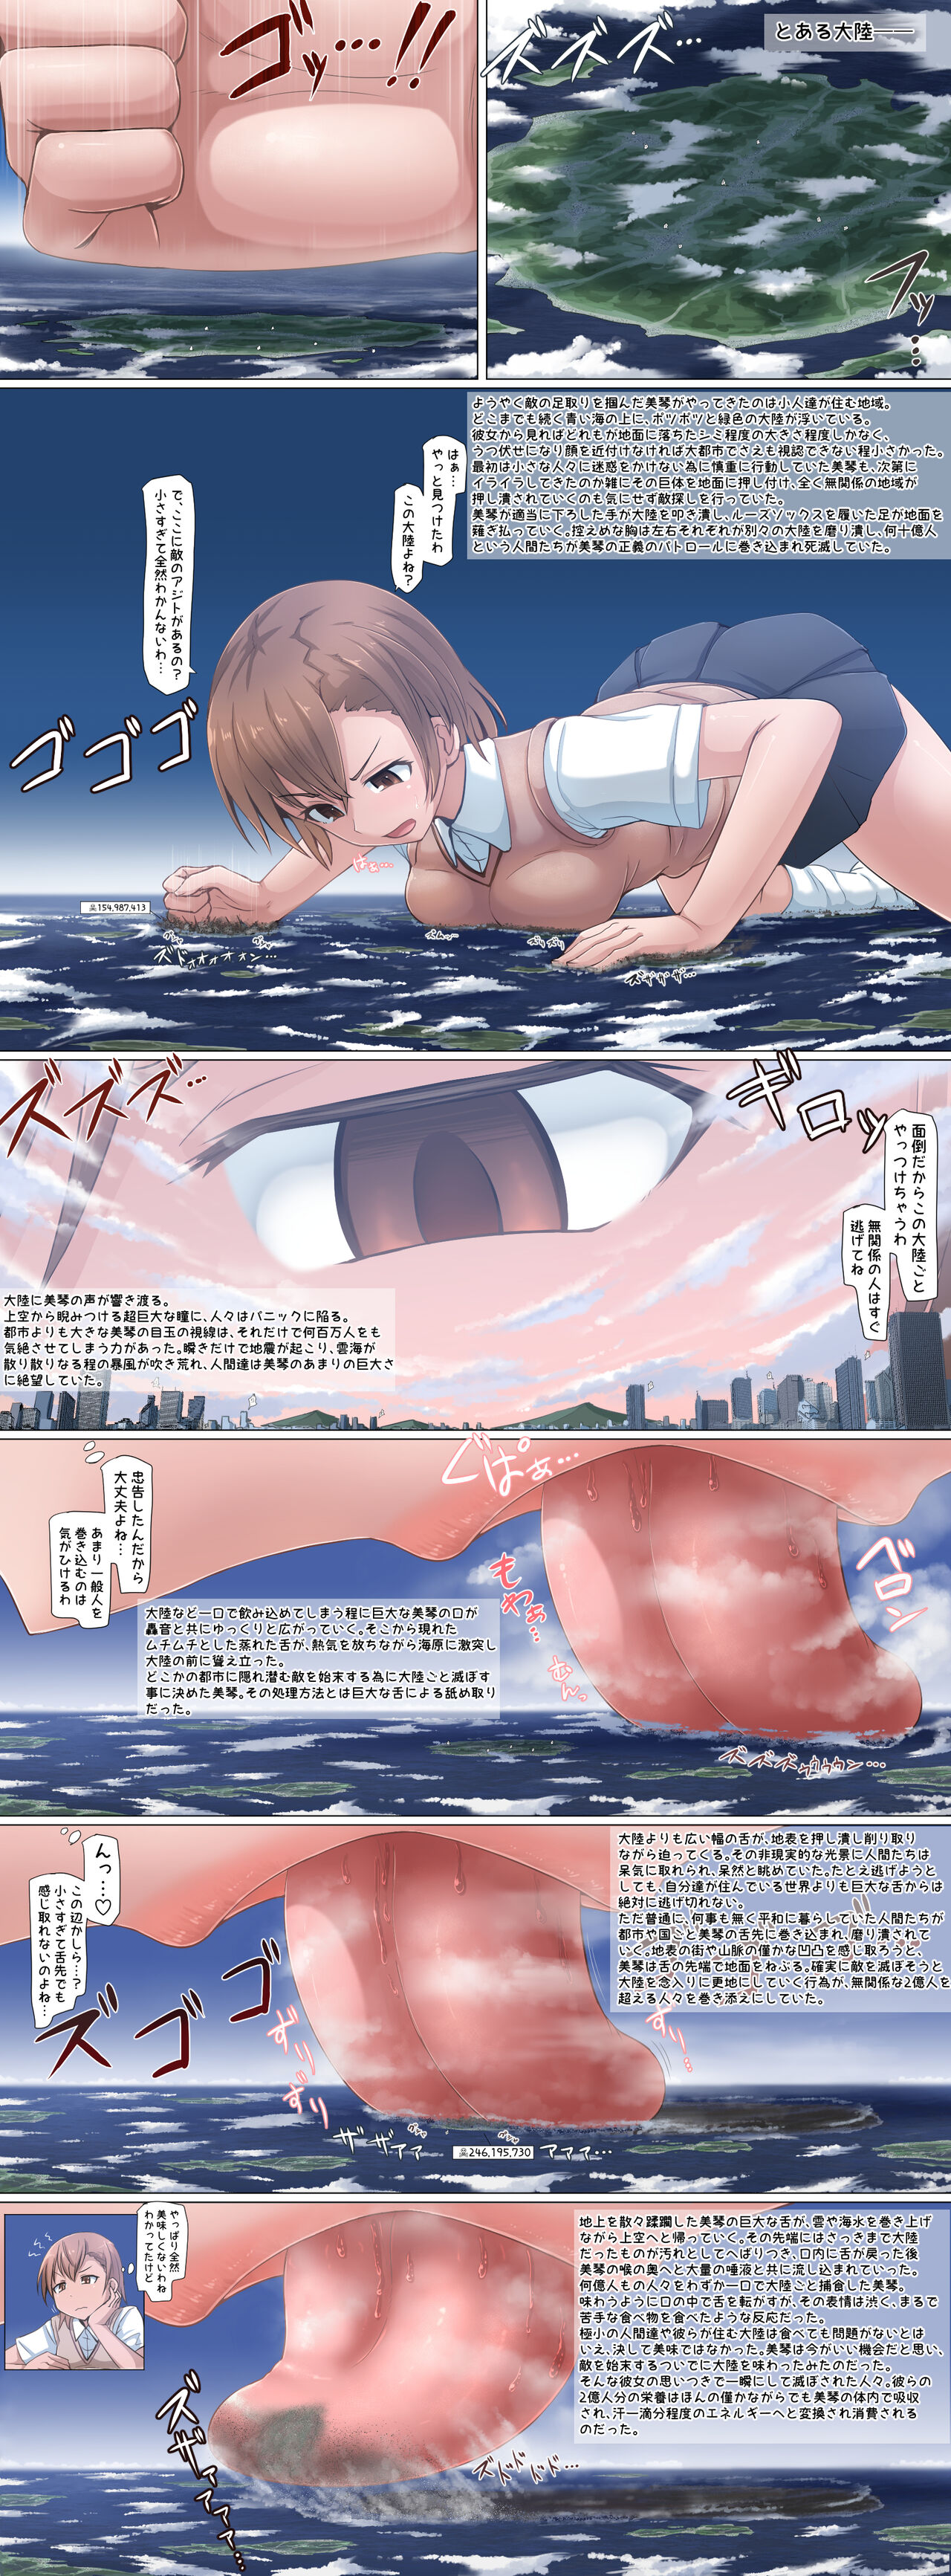 とある大陸――
ズズズ…
フッ…
ゴッ…!!
ようやく敵の足取りを掴んだ美琴がやってきたのは小人達が住む地域。
どこまでも続く青い海の上に、ポツポツと緑色の大陸が浮いている。
彼女から見ればどれもが地面に落ちたシミ程度の大きさ程度しかなく、
うつ伏せになり顔を近付けなければ大都市でさえも視認できない程小さかった。
最初は小さな人々に迷惑をかけない為に慎重に行動していた美琴も、次第に
イライラしてきたのか雑にその巨体を地面に押し付け、全く無関係の地域が
押し潰されていくのも気にせず敵探しを行っていた。
美琴が適当に下ろした手が大陸を叩き潰し、ルーズソックスを履いた足が地面を
薙ぎ払っていく。控えめな胸は左右それぞれが別々の大陸を磨り潰し、何十億人
という人間たちが美琴の正義のパトロールに巻き込まれ死滅していた。
はぁ…
やっと見つけたわ
この大陸よね?
で、ここに敵のアジトがあるの?
小さすぎて全然わかんないわ…
ゴゴゴ
はぁ…
154,987,413
ズドォォォォォン…
ズムッ…
ズリズリ
ズザザザ…
ズズズ…
ギロッ
面倒だからこの大陸ごと
やっつけちゃうわ
無関係の人はすぐ
逃げてね
大陸に美琴の声が響き渡る。
上空から睨みつける超巨大な瞳に、人々はパニックに陥る。
都市よりも大きな美琴の目玉の視線は、それだけで何百万人をも
気絶させてしまう力があった。瞬きだけで地震が起こり、雲海が
散り散りなる程の暴風が吹き荒れ、人間達は美琴のあまりの巨大さ
に絶望していた。
ぐぱぁ…
忠告したんだから
大丈夫よね…
あまり一般人を
巻き込むのは
気がひけるわ
ベロン
もわぁ…
むんっ
大陸など一口で飲み込めてしまう程に巨大な美琴の口が
轟音と共にゆっくりと広がっていく。そこから現れた
ムチムチとした蒸れた舌が、熱気を放ちながら海原に激突し
大陸の前に聳え立った。
どこかの都市に隠れ潜む敵を始末する為に大陸ごと滅ぼす
事に決めた美琴。その処理方法とは巨大な舌による舐め取り
だった。
ズズズゥゥゥン…
大陸よりも広い幅の舌が、地表を押し潰し削り取り
ながら迫ってくる。その非現実的な光景に人間たちは
呆気に取られ、呆然と眺めていた。たとえ逃げようと
しても、自分達が住んでいる世界よりも巨大な舌からは
絶対に逃げ切れない。
ただ普通に、何事も無く平和に暮らしていた人間たちが
都市や国ごと美琴の舌先に巻き込まれ、磨り潰されて
いく。地表の街や山脈の僅かな凹凸を感じ取ろうと、
美琴は舌の先端で地面をねぶる。確実に敵を滅ぼそうと
大陸を念入りに更地にしていく行為が、無関係な2億人を
超える人々を巻き添えにしていた。
んっ…♡
この辺かしら…?
小さすぎて舌先でも
感じ取れないのよね…
ズゴゴ
ずりずり
ずり
ずり…
ザザァァ
246,195,730
アァァ…
やっぱり全然
美味しくないわね
わかってたけど
地上を散々蹂躙した美琴の巨大な舌が、雲や海水を巻き上げ
ながら上空へと帰っていく。その先端にはさっきまで大陸
だったものが汚れとしてへばりつき、口内に舌が戻った後
美琴の喉の奥へと大量の唾液と共に流し込まれていった。
何億人もの人々をわずか一口で大陸ごと捕食した美琴。
味わうように口の中で舌を転がすが、その表情は渋く、まるで
苦手な食べ物を食べたような反応だった。
極小の人間達や彼らが住む大陸は食べても問題がないとは
いえ、決して美味ではなかった。美琴は今がいい機会だと思い、
敵を始末するついでに大陸を味わったみたのだった。
そんな彼女の思いつきで一瞬にして滅ぼされた人々。彼らの
2億人分の栄養はほんの僅かながらでも美琴の体内で吸収
され、汗一滴分程度のエネルギーへと変換され消費される
のだった。
ズザァァァァ…
ズドドドド…